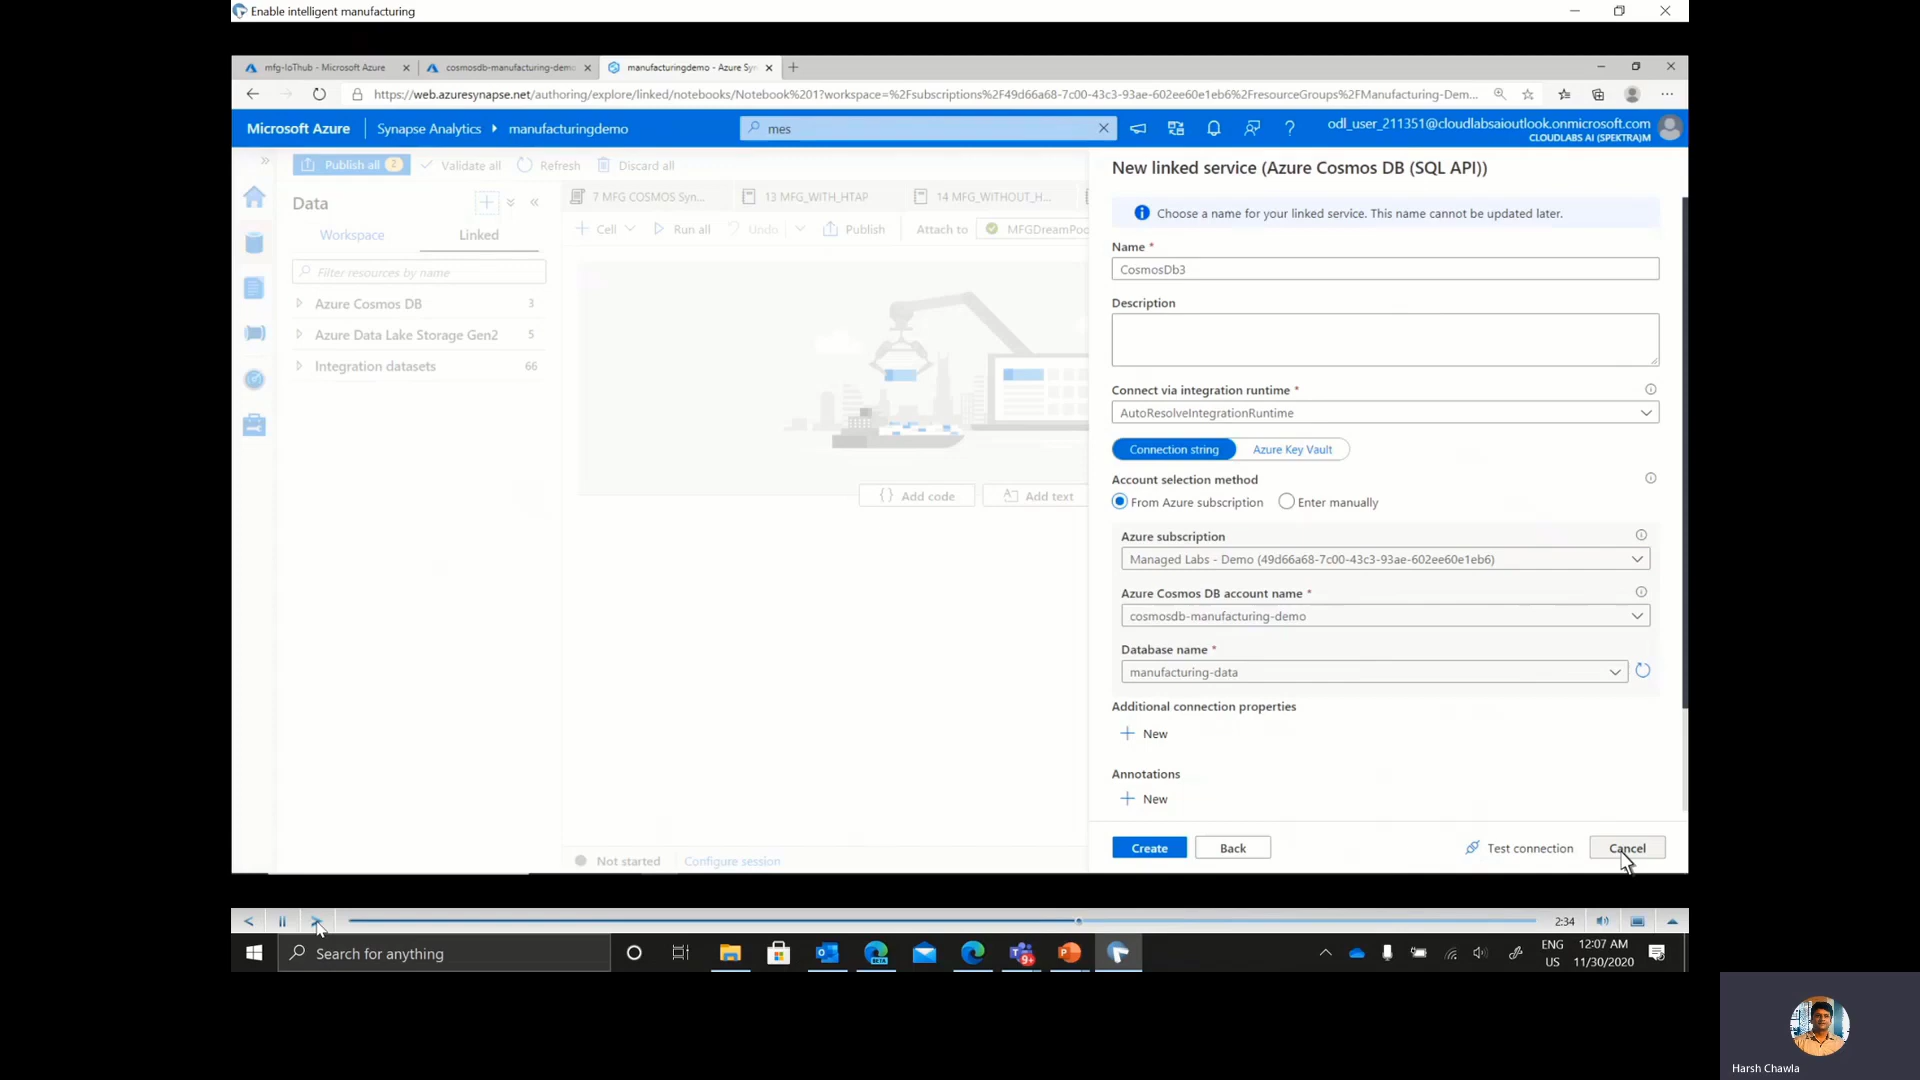 Enable intelligent manufacturing
mfg-IoThub - Microsoft Azure
cosmosdb-manufacturing-demo
manufacturingdemo - Azure Sy
https://web.azuresynapse.net/authoring/explore/linked/notebooks/Notebook%201?workspace=%2Fsubscriptions%2F49d66a68-7c00-43c3-93ae-602ee60e1eb6%2FresourceGroups%2FManufacturing-Dem...
Microsoft Azure
Synapse Analytics
manufacturingdemo
mes
odl_user_211351@cloudlabsaioutlook.onmicrosoft.com
CLOUDLABS AI (SPEKTRA)M
Publish all 2
Validate all
Refresh
Discard all
Data
Workspace
Linked
Filter resources by name
Azure Cosmos DB 3
Azure Data Lake Storage Gen2 5
Integration datasets 66
7 MFG COSMOS Syn...
13 MFG_WITH_HTAP
14 MFG_WITHOUT_H...
Cell
Run all
Undo
Publish
Attach to
MFGDreamPoo
Add code
Add text
Not started
Configure session
New linked service (Azure Cosmos DB (SQL API))
Choose a name for your linked service. This name cannot be updated later.
Name *
CosmosDb3
Description
Connect via integration runtime *
AutoResolveIntegrationRuntime
Connection string
Azure Key Vault
Account selection method
From Azure subscription
Enter manually
Azure subscription
Managed Labs - Demo (49d66a68-7c00-43c3-93ae-602ee60e1eb6)
Azure Cosmos DB account name *
cosmosdb-manufacturing-demo
Database name *
manufacturing-data
Additional connection properties
New
Annotations
New
Create
Back
Test connection
Cancel
2:34
Search for anything
BETA
9+
ENG
US
12:07 AM
11/30/2020
Harsh Chawla